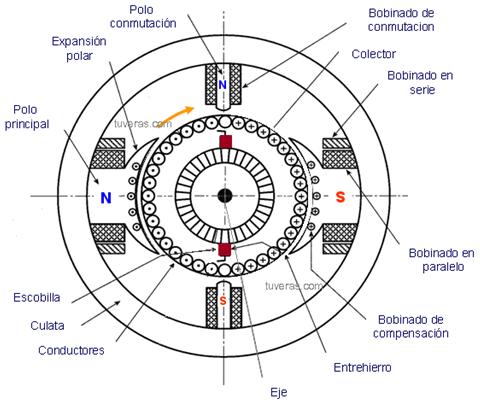 Polo
conmutación
Bobinado de
conmutacion
Expansión
polar
Colector
Bobinado en
serie
Polo
principal
tuveras.com
N
N
S
Bobinado en
paralelo
Escobilla
S
tuveras.com
Culata
Bobinado de
compensación
Conductores
Entrehierro
Eje